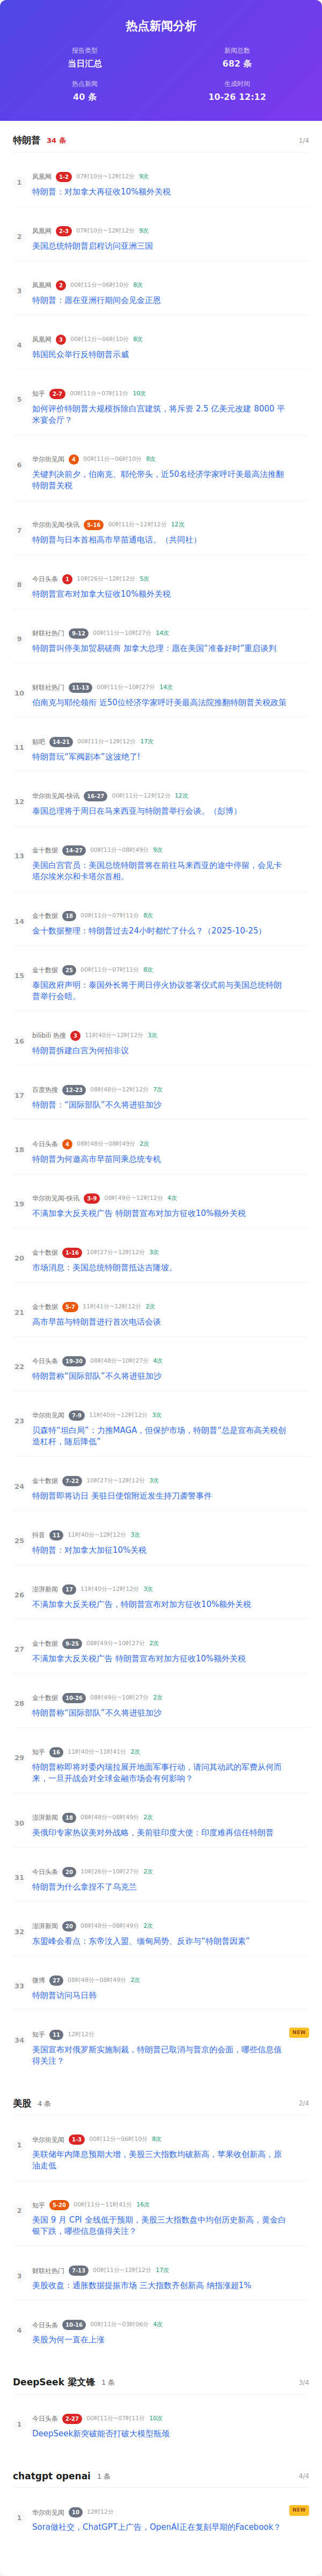 热点新闻分析
报告类型
新闻总数
当日汇总
682 条
热点新闻
生成时间
40 条
10-26 12:12
特朗普 34 条 1/4
1
凤凰网 1-2 07时10分~12时12分 9次
特朗普：对加拿大再征收10%额外关税
2
凤凰网 2-3 07时10分~12时12分 9次
美国总统特朗普启程访问亚洲三国
3
凤凰网 2 00时11分~06时10分 8次
特朗普：愿在亚洲行期间会见金正恩
4
凤凰网 3 00时11分~06时10分 8次
韩国民众举行反特朗普示威
5
知乎 2-7 00时11分~07时11分 10次
如何评价特朗普大规模拆除白宫建筑，将斥资 2.5 亿美元改建 8000 平
米宴会厅？
6
华尔街见闻 4 00时11分~06时10分 8次
关键判决前夕，伯南克、耶伦带头，近50名经济学家呼吁美最高法推翻
特朗普关税
7
华尔街见闻-快讯 5-16 00时11分~12时12分 12次
特朗普与日本首相高市早苗通电话。（共同社）
8
今日头条 1 10时26分~12时12分 5次
特朗普宣布对加拿大征收10%额外关税
9
财联社热门 9-12 00时11分~10时27分 14次
特朗普叫停美加贸易磋商 加拿大总理：愿在美国“准备好时”重启谈判
10
财联社热门 11-13 00时11分~10时27分 14次
伯南克与耶伦领衔 近50位经济学家呼吁美最高法院推翻特朗普关税政策
11
贴吧 14-21 00时11分~12时12分 17次
特朗普玩“军阀剧本”这波绝了!
12
华尔街见闻-快讯 16-27 00时11分~12时12分 12次
泰国总理将于周日在马来西亚与特朗普举行会谈。（彭博）
13
金十数据 14-27 00时11分~08时49分 9次
美国白宫官员：美国总统特朗普将在前往马来西亚的途中停留，会见卡
塔尔埃米尔和卡塔尔首相。
14
金十数据 18 00时11分~07时11分 8次
金十数据整理：特朗普过去24小时都忙了什么？（2025-10-25）
15
金十数据 25 00时11分~07时11分 8次
泰国政府声明：泰国外长将于周日停火协议签署仪式前与美国总统特朗
普举行会晤。
16
bilibili 热搜 3 11时40分~12时12分 3次
特朗普拆建白宫为何招非议
17
百度热搜 12-23 08时48分~12时12分 7次
特朗普：“国际部队”不久将进驻加沙
18
今日头条 4 08时48分~08时49分 2次
特朗普为何邀高市早苗同乘总统专机
19
华尔街见闻-快讯 3-9 08时49分~12时12分 4次
不满加拿大反关税广告 特朗普宣布对加方征收10%额外关税
20
金十数据 1-16 10时27分~12时12分 3次
市场消息：美国总统特朗普抵达吉隆坡。
21
金十数据 5-7 11时41分~12时12分 2次
高市早苗与特朗普进行首次电话会谈
22
今日头条 19-30 08时48分~10时27分 4次
特朗普称“国际部队”不久将进驻加沙
23
华尔街见闻 7-9 11时40分~12时12分 3次
贝森特“坦白局”：力推MAGA，但保护市场，特朗普“总是宣布高关税创
造杠杆，随后降低”
24
金十数据 7-22 10时27分~12时12分 3次
特朗普即将访日 美驻日使馆附近发生持刀袭警事件
25
抖音 11 11时40分~12时12分 3次
特朗普：对加拿大加征10%关税
26
澎湃新闻 17 11时40分~12时12分 3次
不满加拿大反关税广告，特朗普宣布对加方征收10%额外关税
27
金十数据 9-25 08时49分~10时27分 2次
不满加拿大反关税广告 特朗普宣布对加方征收10%额外关税
28
金十数据 10-26 08时49分~10时27分 2次
特朗普称“国际部队”不久将进驻加沙
29
知乎 16 11时40分~11时41分 2次
特朗普称即将对委内瑞拉展开地面军事行动，请问其动武的军费从何而
来，一旦开战会对全球金融市场会有何影响？
30
澎湃新闻 18 08时48分~08时49分 2次
美俄印专家热议美对外战略，美前驻印度大使：印度难再信任特朗普
31
今日头条 20 10时26分~10时27分 2次
特朗普为什么拿捏不了乌克兰
32
澎湃新闻 20 08时48分~08时49分 2次
东盟峰会看点：东帝汶入盟、缅甸局势、反诈与“特朗普因素”
33
微博 27 08时48分~08时49分 2次
特朗普访问马日韩
34
知乎 11 12时12分 NEW
美国宣布对俄罗斯实施制裁，特朗普已取消与普京的会面，哪些信息值
得关注？
美股 4 条 2/4
1
华尔街见闻 1-3 00时11分~06时10分 8次
美联储年内降息预期大增，美股三大指数均破新高，苹果收创新高，原
油走低
2
知乎 5-20 00时11分~11时41分 16次
美国 9 月 CPI 全线低于预期，美股三大指数盘中均创历史新高，黄金白
银下跌，哪些信息值得关注？
3
财联社热门 7-13 00时11分~12时12分 17次
美股收盘：通胀数据提振市场 三大指数齐创新高 纳指涨超1%
4
今日头条 10-16 00时11分~03时06分 4次
美股为何一直在上涨
DeepSeek 梁文锋 1 条 3/4
1
今日头条 2-27 00时11分~07时11分 10次
DeepSeek新突破能否打破大模型瓶颈
chatgpt openai 1 条 4/4
1
华尔街见闻 10 12时12分 NEW
Sora做社交，ChatGPT上广告，OpenAI正在复刻早期的Facebook？